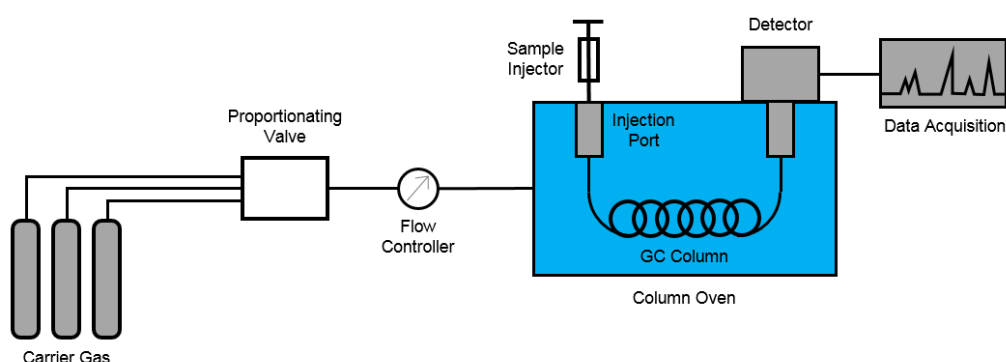 Detector
Sample
Injector
Proportionating
Valve
Injection
Port
Data Acquisition
Flow
Controller
GC Column
Column Oven
Carrier Gas